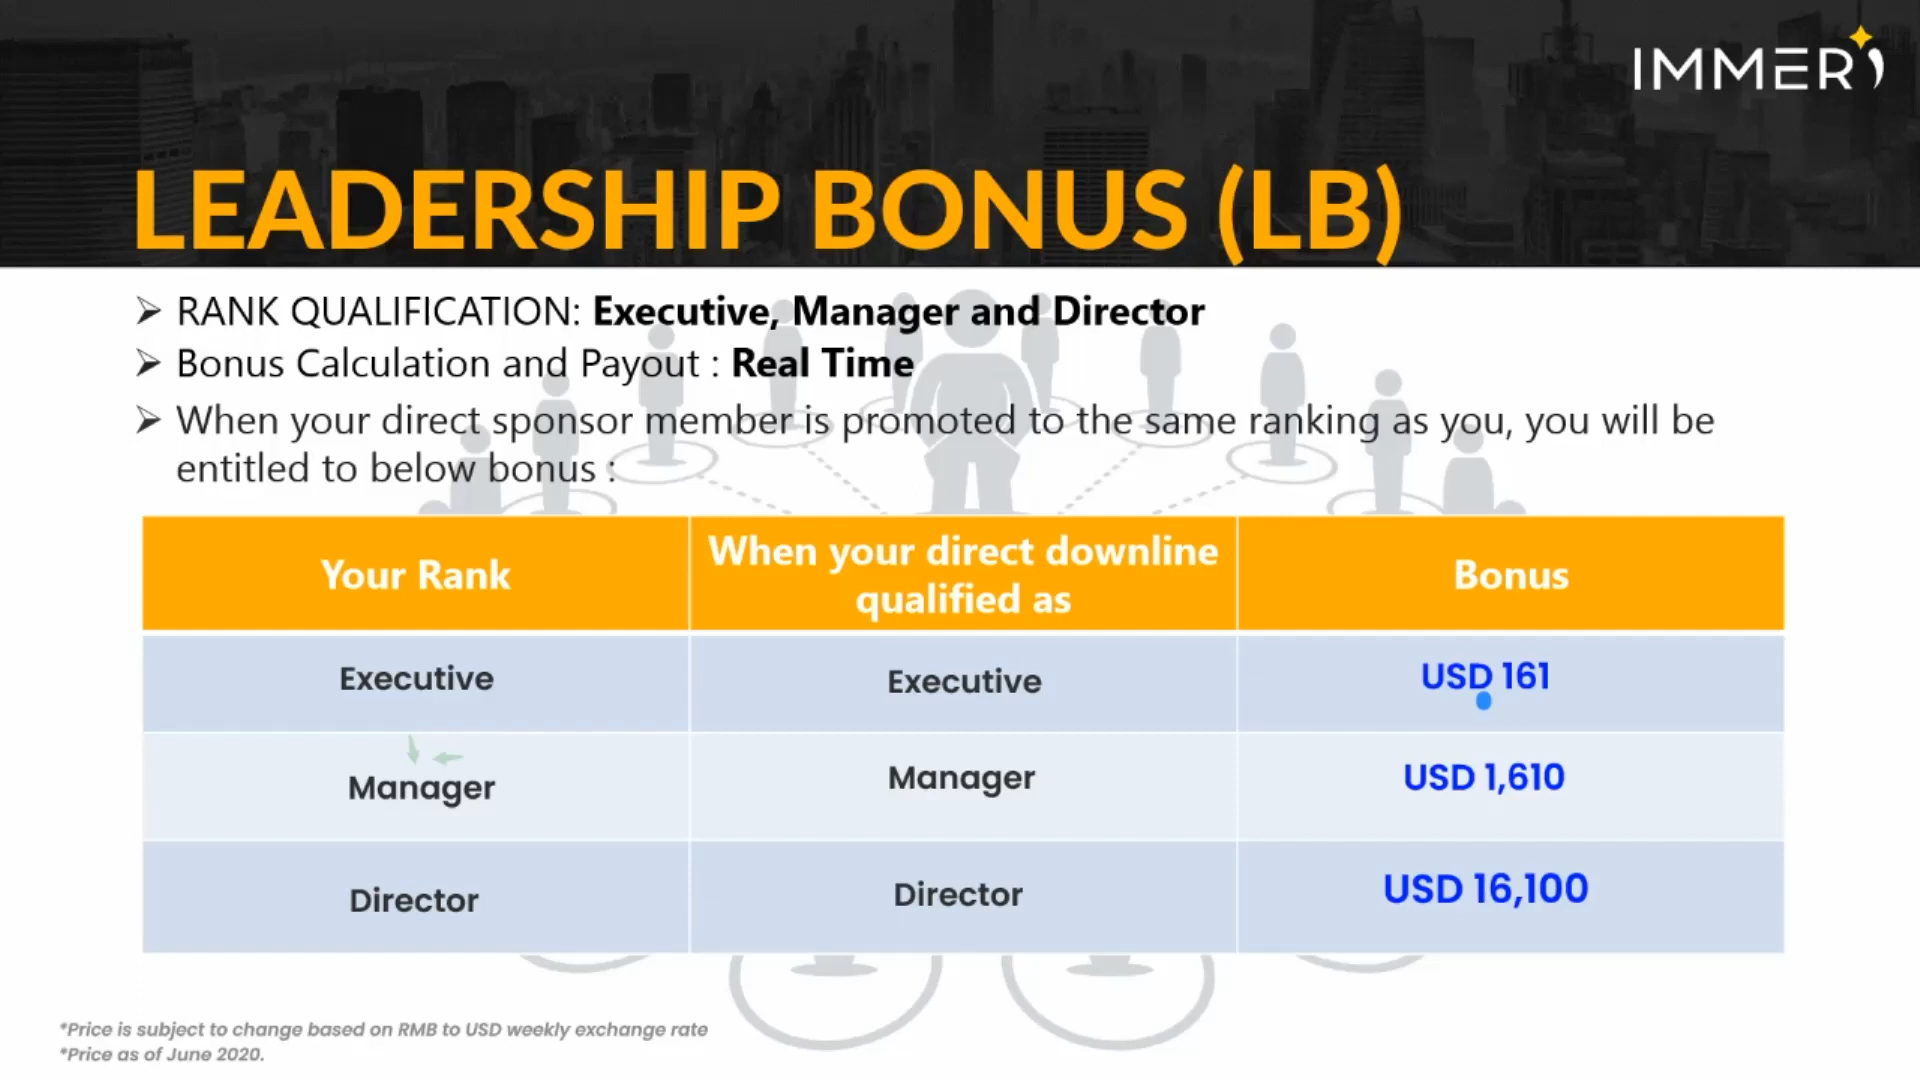 IMMERi
LEADERSHIP BONUS (LB)
➢ RANK QUALIFICATION: Executive, Manager and Director
➢ Bonus Calculation and Payout : Real Time
➢ When your direct sponsor member is promoted to the same ranking as you, you will be
entitled to below bonus :
Your Rank
When your direct downline
qualified as
Bonus
Executive
Executive
USD 161
Manager
Manager
USD 1,610
Director
Director
USD 16,100
*Price is subject to change based on RMB to USD weekly exchange rate
*Price as of June 2020.